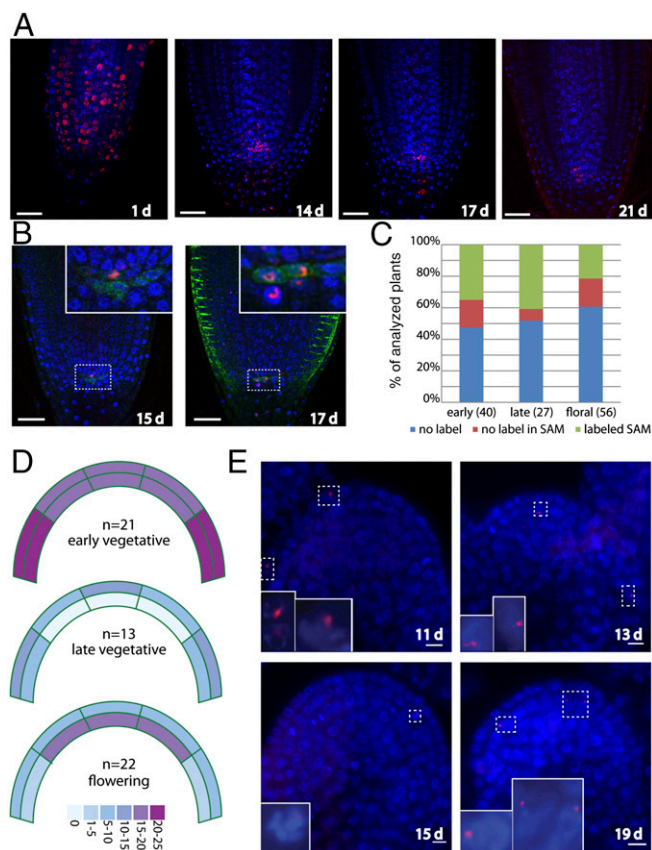 A
1 d
14 d
17 d
21 d
B
15 d
17 d
C
% of analyzed plants
100%
80%
60%
40%
20%
0%
early (40) late (27) floral (56)
no label no label in SAM labeled SAM
D
n=21
early vegetative
n=13
late vegetative
n=22
flowering
0 1-5 5-10 10-15 15-20 20-25
E
11 d
13 d
15 d
19 d